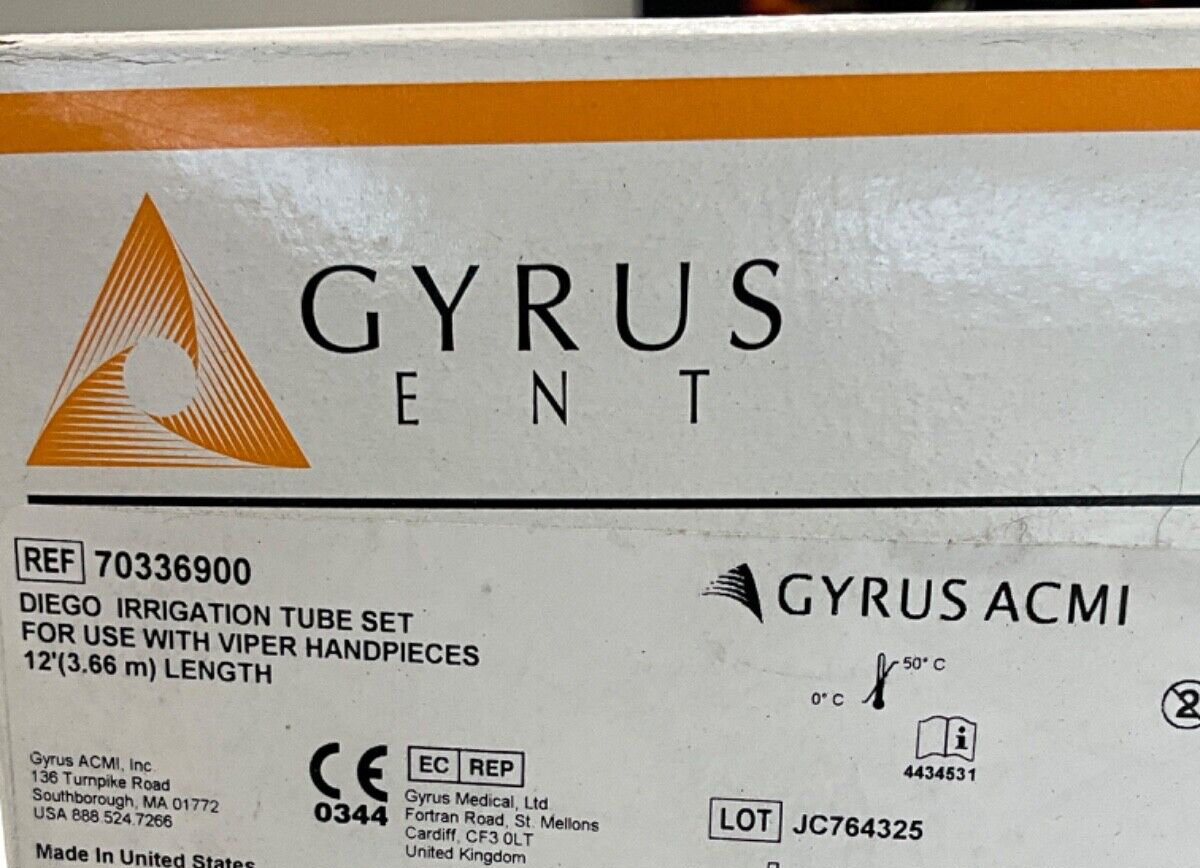 GYRUS
ENT
REF 70336900
DIEGO IRRIGATION TUBE SET
FOR USE WITH VIPER HANDPIECES
12'(3.66 m) LENGTH
GYRUS ACMI
50° C
0° C
2
i
4434531
Gyrus ACMI, Inc.
136 Turnpike Road
Southborough, MA 01772
USA 888.524.7266
Made In United States
CE
0344
EC REP
Gyrus Medical, Ltd
Fortran Road, St. Mellons
Cardiff, CF3 0LT
United Kingdom
LOT JC764325